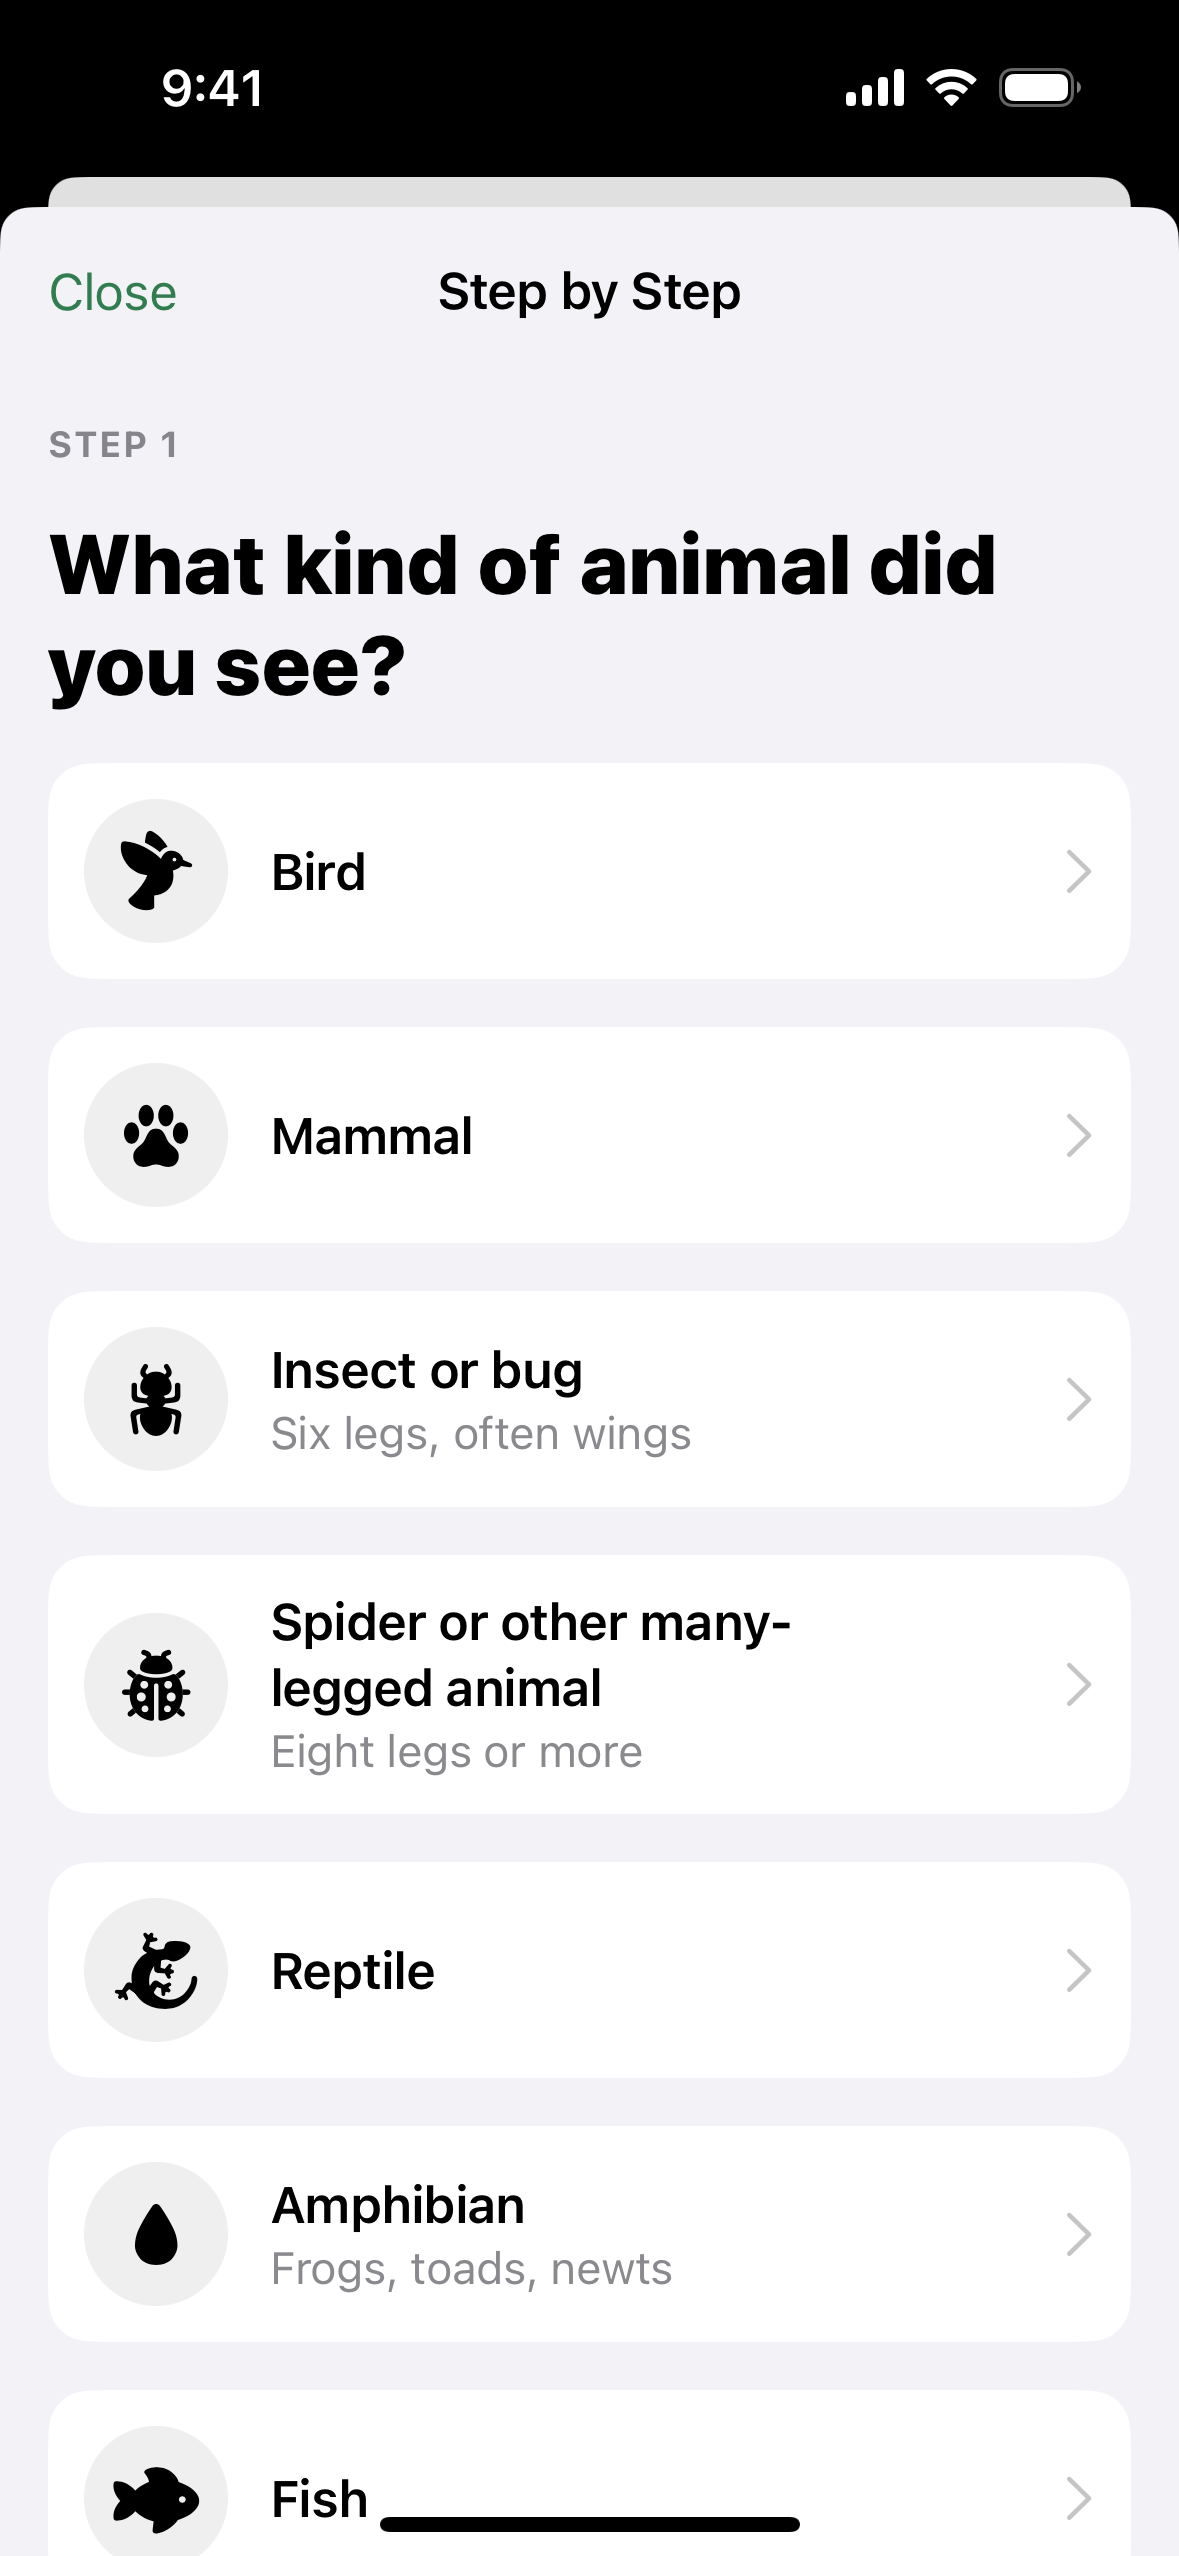 9:41
Close
Step by Step
STEP 1
What kind of animal did
you see?
Bird
Mammal
Insect or bug
Six legs, often wings
Spider or other many-
legged animal
Eight legs or more
Reptile
Amphibian
Frogs, toads, newts
Fish